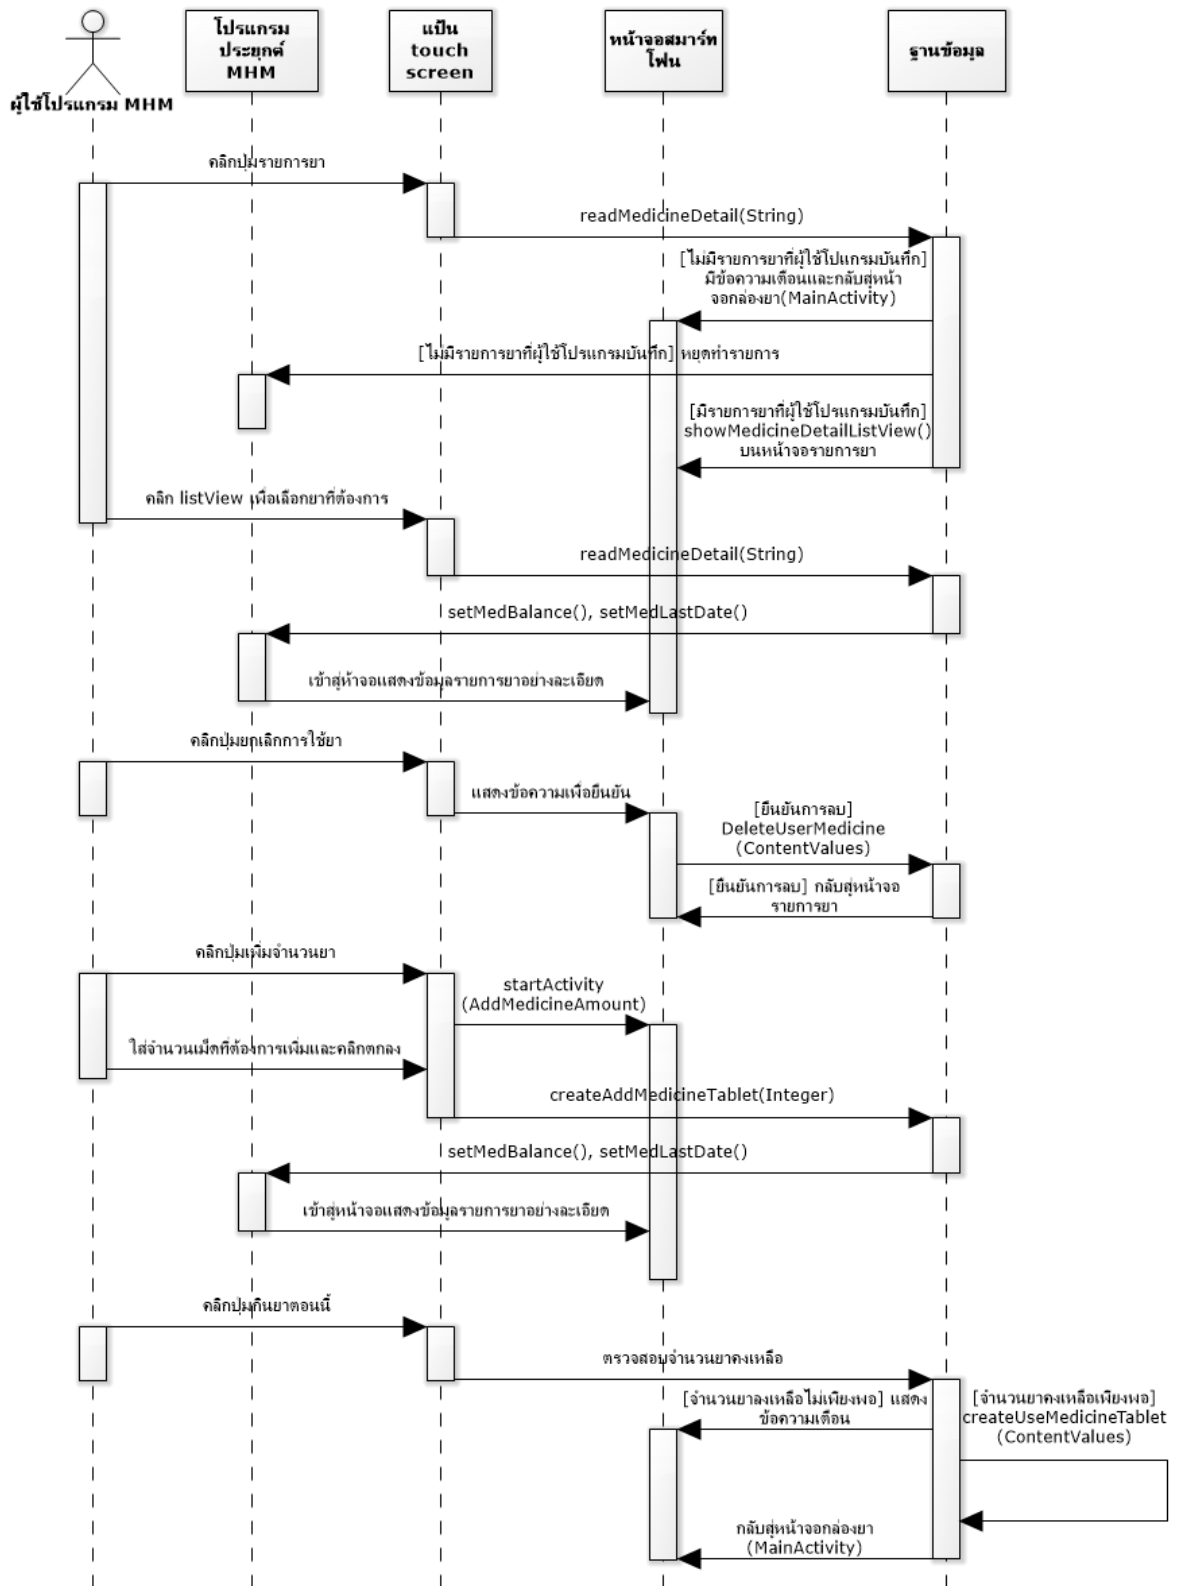 โปรแกรม
ประยุกต์
MHM
แป้น
touch
screen
หน้าจอสมาร์ท
โฟน
ฐานข้อมูล
ผู้ใช้โปรแกรม MHM
คลิกปุ่มรายการยา
readMedicineDetail(String)
[ไม่มีรายการยาที่ผู้ใช้โปแกรมบันทึก]
มีข้อความเตือนและกลับสู่หน้า
จอกล่องยา(MainActivity)
[ไม่มีรายการยาที่ผู้ใช้โปรแกรมบันทึก] หยุดทำรายการ
[มีรายการยาที่ผู้ใช้โปรแกรมบันทึก]
showMedicineDetailListView()
บนหน้าจอรายการยา
คลิก listView เพื่อเลือกยาที่ต้องการ
readMedicineDetail(String)
setMedBalance(), setMedLastDate()
เข้าสู่ห้าจอแสดงข้อมูลรายการยาอย่างละเอียด
คลิกปุ่มยกเลิกการใช้ยา
แสดงข้อความเพื่อยืนยัน
[ยืนยันการลบ]
DeleteUserMedicine
(ContentValues)
[ยืนยันการลบ] กลับสู่หน้าจอ
รายการยา
คลิกปุ่มเพิ่มจำนวนยา
startActivity
(AddMedicineAmount)
ใส่จำนวนเม็ดที่ต้องการเพิ่มและคลิกตกลง
createAddMedicineTablet(Integer)
setMedBalance(), setMedLastDate()
เข้าสู่หน้าจอแสดงข้อมูลรายการยาอย่างละเอียด
คลิกปุ่มกินยาตอนนี้
ตรวจสอบจำนวนยาคงเหลือ
[จำนวนยาลงเหลือไม่เพียงพอ] แสดง
ข้อความเตือน
[จำนวนยาคงเหลือเพียงพอ]
createUseMedicineTablet
(ContentValues)
กลับสู่หน้าจอกล่องยา
(MainActivity)